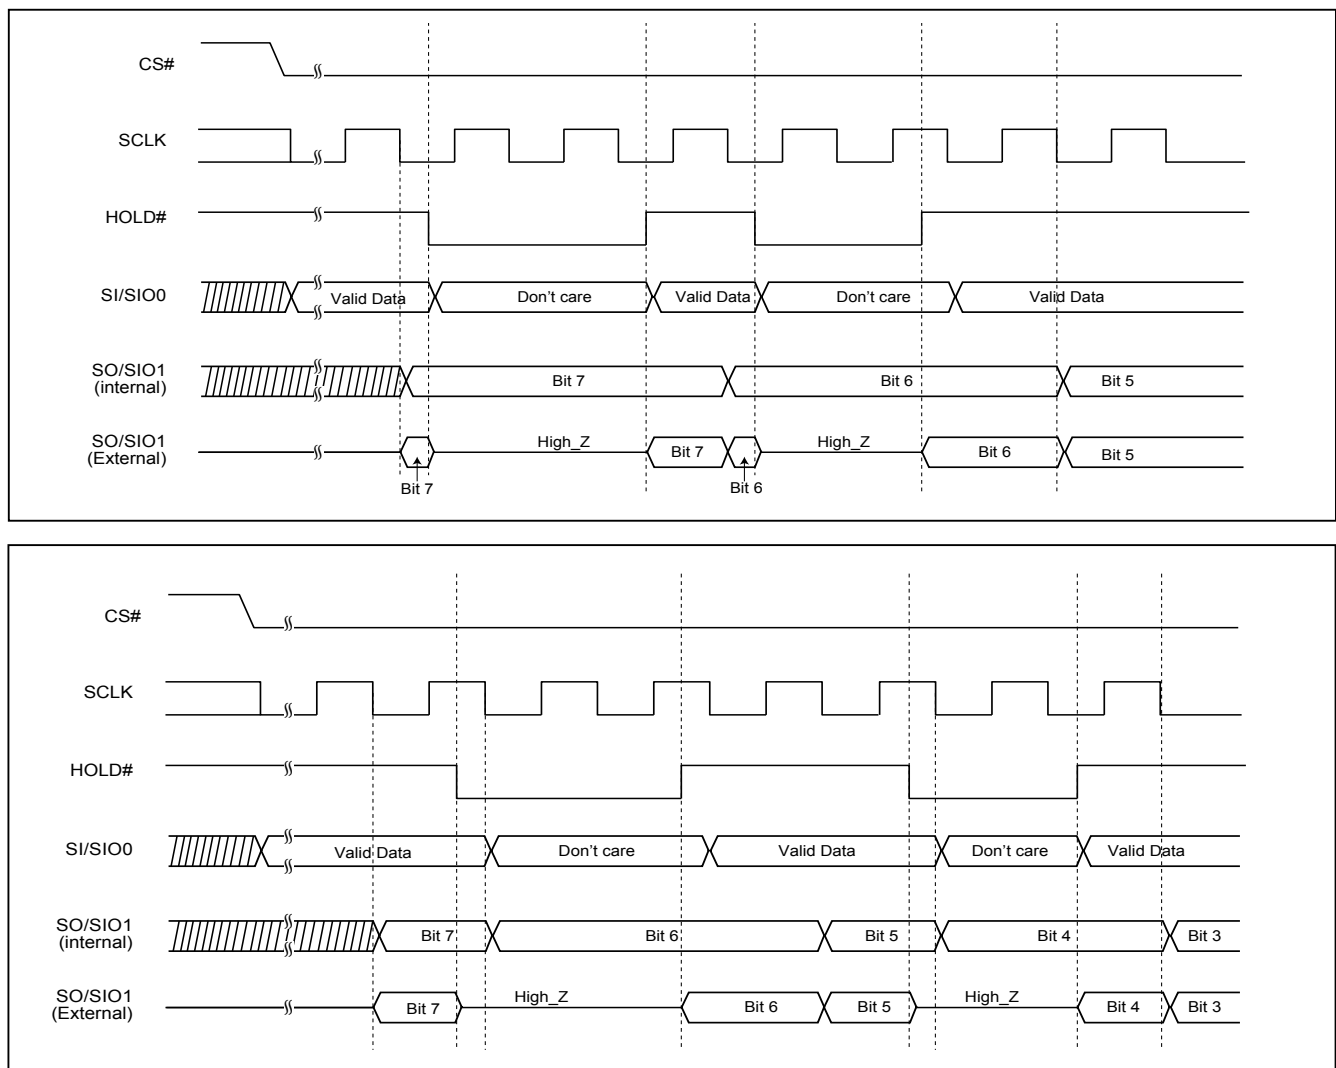 CS#
SCLK
HOLD#
SI/SIO0
Valid Data
Don't care
Valid Data
Don't care
Valid Data
SO/SIO1
(internal)
Bit 7
Bit 6
Bit 5
SO/SIO1
(External)
High_Z
Bit 7
High_Z
Bit 6
Bit 5
Bit 7
Bit 6
CS#
SCLK
HOLD#
SI/SIO0
Valid Data
Don't care
Valid Data
Don't care
Valid Data
SO/SIO1
(internal)
Bit 7
Bit 6
Bit 5
Bit 4
Bit 3
SO/SIO1
(External)
Bit 7
High_Z
Bit 6
Bit 5
High_Z
Bit 4
Bit 3